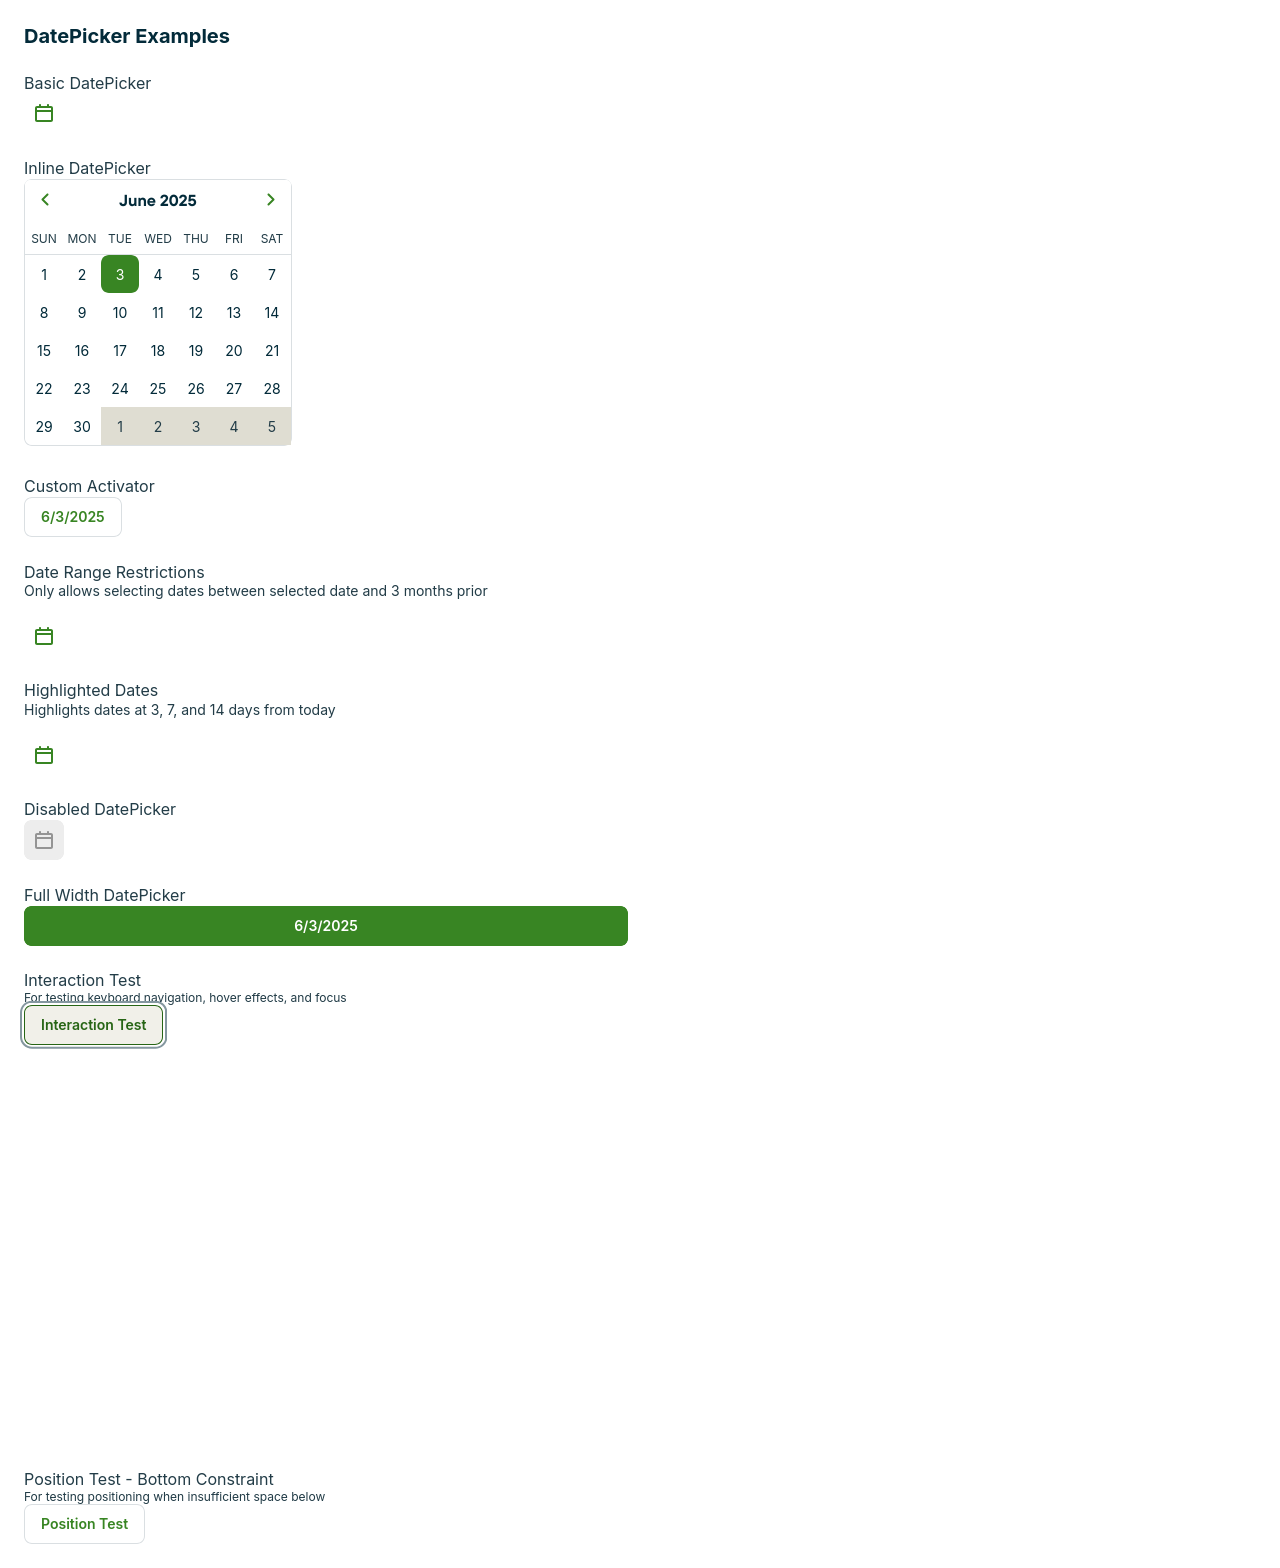 DatePicker Examples
Basic DatePicker
Inline DatePicker
June 2025
SUN MON TUE WED THU FRI SAT
1 2 3 4 5 6 7
8 9 10 11 12 13 14
15 16 17 18 19 20 21
22 23 24 25 26 27 28
29 30 1 2 3 4 5
Custom Activator
6/3/2025
Date Range Restrictions
Only allows selecting dates between selected date and 3 months prior
Highlighted Dates
Highlights dates at 3, 7, and 14 days from today
Disabled DatePicker
Full Width DatePicker
6/3/2025
Interaction Test
For testing keyboard navigation, hover effects, and focus
Interaction Test
Position Test - Bottom Constraint
For testing positioning when insufficient space below
Position Test